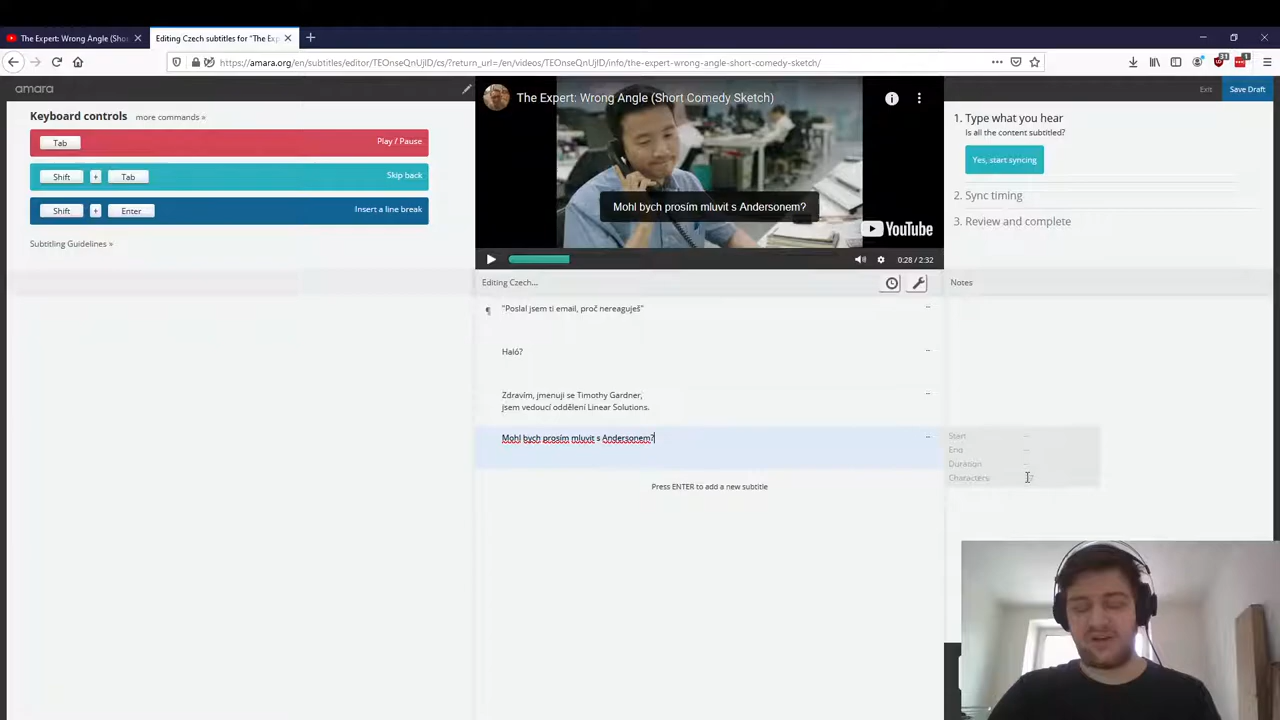 The Expert: Wrong Angle (Sho
Editing Czech subtitles for "The Exp
https://amara.org/en/subtitles/editor/TEOnseQnUjID/cs/?return_url=/en/videos/TEOnseQnUjID/info/the-expert-wrong-angle-short-comedy-sketch/
amara
Exit
Save Draft
Keyboard controls more commands »
Tab Play / Pause
Shift + Tab Skip back
Shift + Enter Insert a line break
Subtitling Guidelines »
The Expert: Wrong Angle (Short Comedy Sketch)
Mohl bych prosím mluvit s Andersonem?
YouTube
0:28 / 2:32
1. Type what you hear
Is all the content subtitled?
Yes, start syncing
2. Sync timing
3. Review and complete
Editing Czech...
Notes
¶ "Poslal jsem ti email, proč nereaguješ" --
Haló? --
Zdravím, jmenuji se Timothy Gardner, --
jsem vedoucí oddělení Linear Solutions.
Mohl bych prosím mluvit s Andersonem? --
Press ENTER to add a new subtitle
Start --
End --
Duration --
Characters